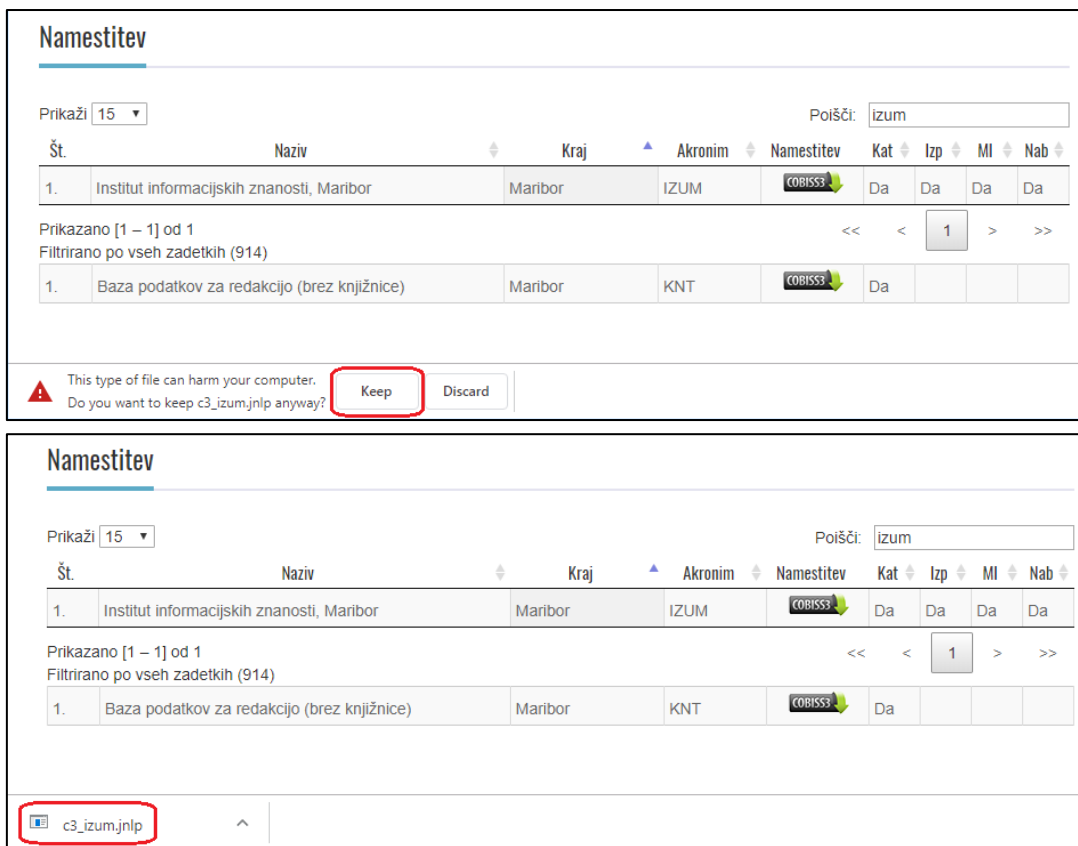 Namestitev
Prikaži 15 Poišči: izum
Št. Naziv Kraj Akronim Namestitev Kat Izp MI Nab
1. Institut informacijskih znanosti, Maribor Maribor IZUM COBISS3 Da Da Da Da
Prikazano [1 – 1] od 1 << < 1 > >>
Filtrirano po vseh zadetkih (914)
1. Baza podatkov za redakcijo (brez knjižnice) Maribor KNT COBISS3 Da
This type of file can harm your computer.
Do you want to keep c3_izum.jnlp anyway? Keep Discard
Namestitev
Prikaži 15 Poišči: izum
Št. Naziv Kraj Akronim Namestitev Kat Izp MI Nab
1. Institut informacijskih znanosti, Maribor Maribor IZUM COBISS3 Da Da Da Da
Prikazano [1 – 1] od 1 << < 1 > >>
Filtrirano po vseh zadetkih (914)
1. Baza podatkov za redakcijo (brez knjižnice) Maribor KNT COBISS3 Da
c3_izum.jnlp